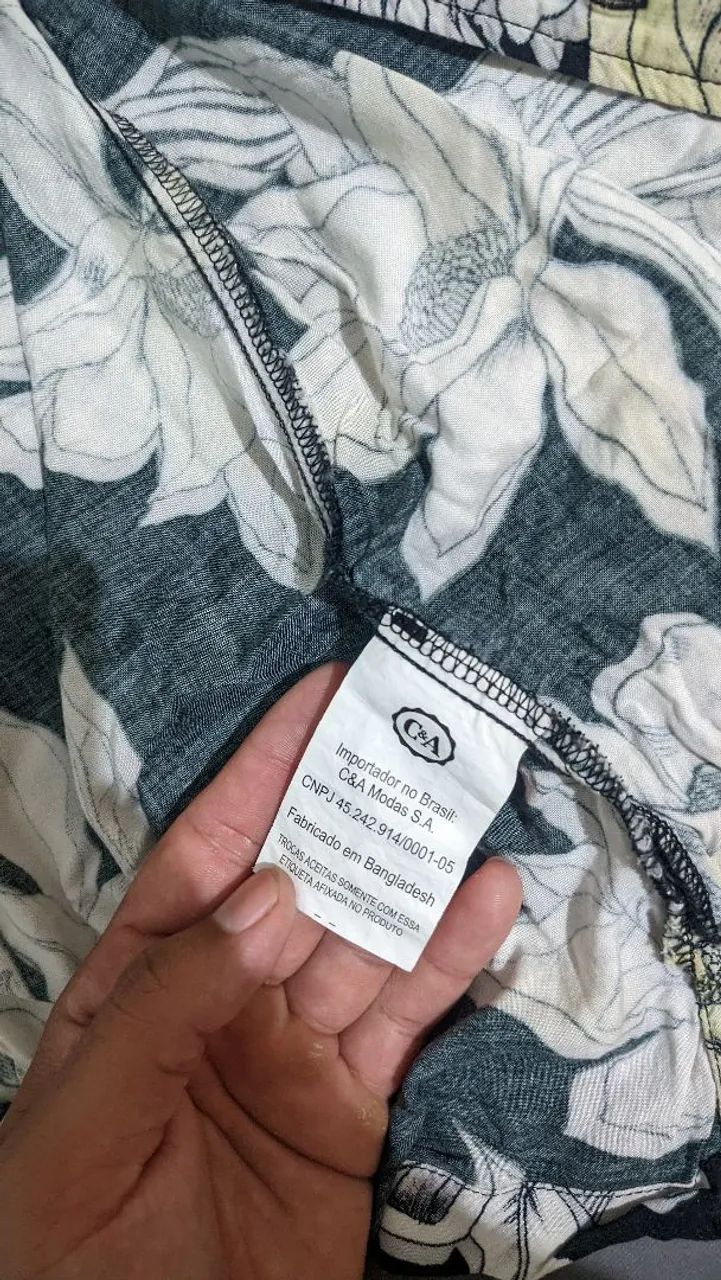 C&A
Importador no Brasil:
C&A Modas S.A.
CNPJ 45.242.914/0001-05
Fabricado em Bangladesh
TROCAS ACEITAS SOMENTE COM ESSA
ETIQUETA AFIXADA NO PRODUTO